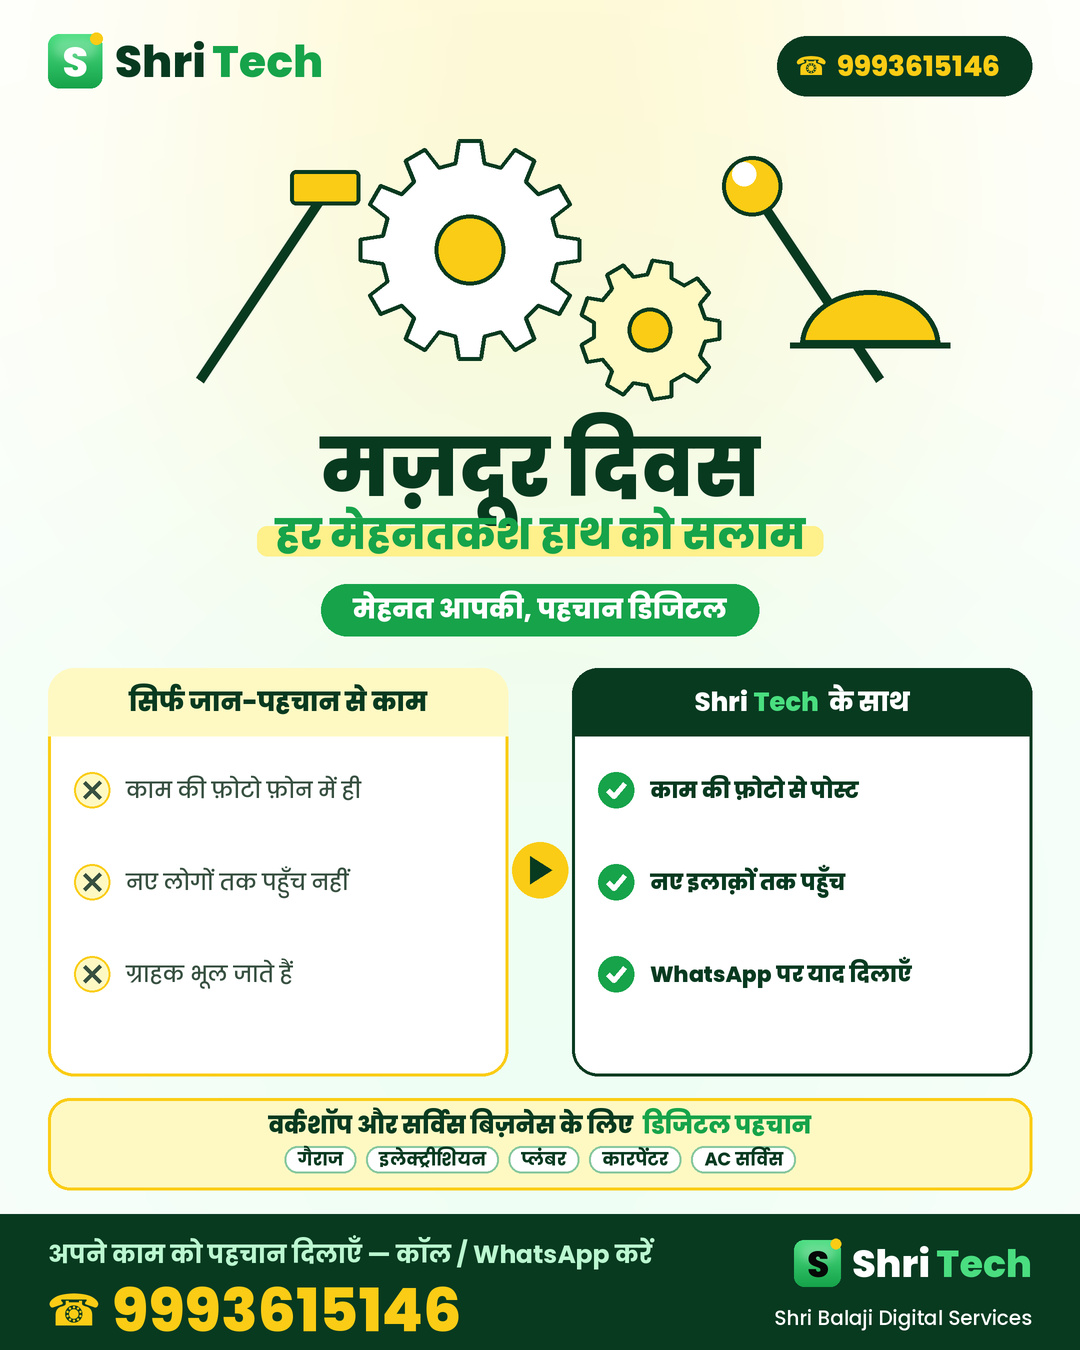 S Shri Tech
☎ 9993615146
मज़दूर दिवस
हर मेहनतकश हाथ को सलाम
मेहनत आपकी, पहचान डिजिटल
सिर्फ जान-पहचान से काम
काम की फ़ोटो फ़ोन में ही
नए लोगों तक पहुँच नहीं
ग्राहक भूल जाते हैं
Shri Tech के साथ
काम की फ़ोटो से पोस्ट
नए इलाक़ों तक पहुँच
WhatsApp पर याद दिलाएँ
वर्कशॉप और सर्विस बिज़नेस के लिए डिजिटल पहचान
गैराज इलेक्ट्रीशियन प्लंबर कारपेंटर AC सर्विस
अपने काम को पहचान दिलाएँ — कॉल / WhatsApp करें
☎ 9993615146
S Shri Tech
Shri Balaji Digital Services